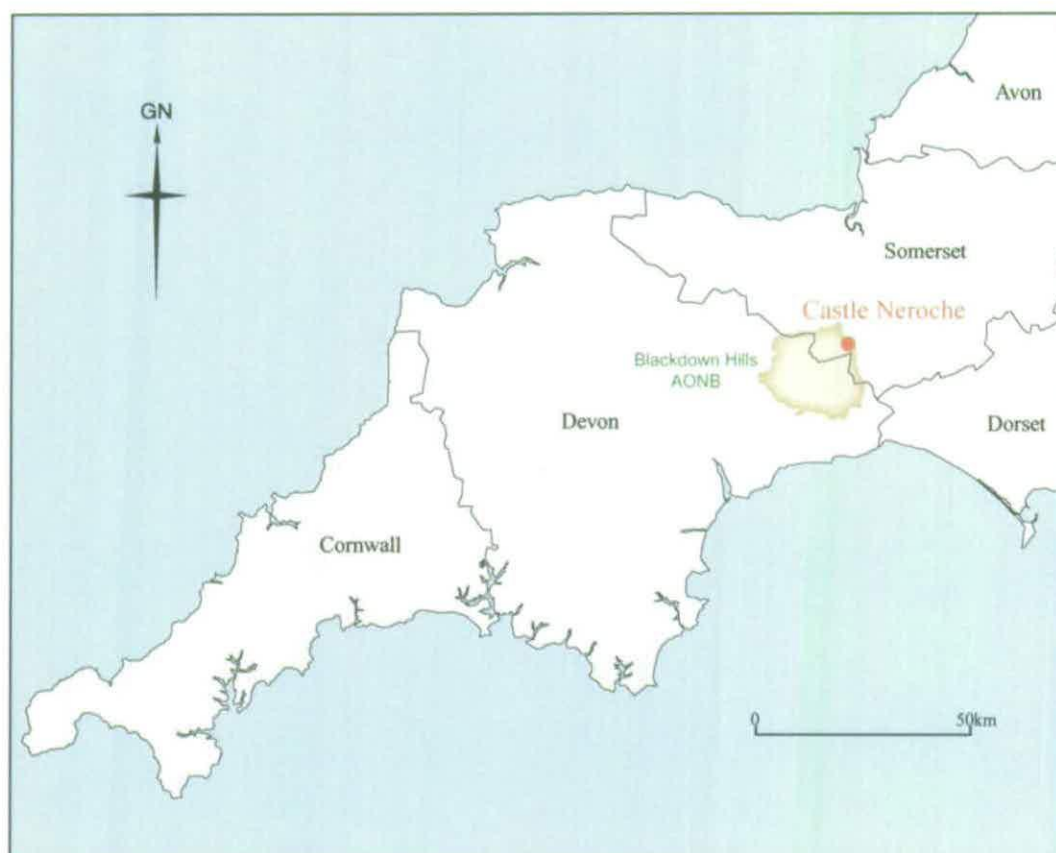 GN
Avon
Somerset
Castle Neroche
Blackdown Hills
AONB
Devon
Dorset
Cornwall
0 50km